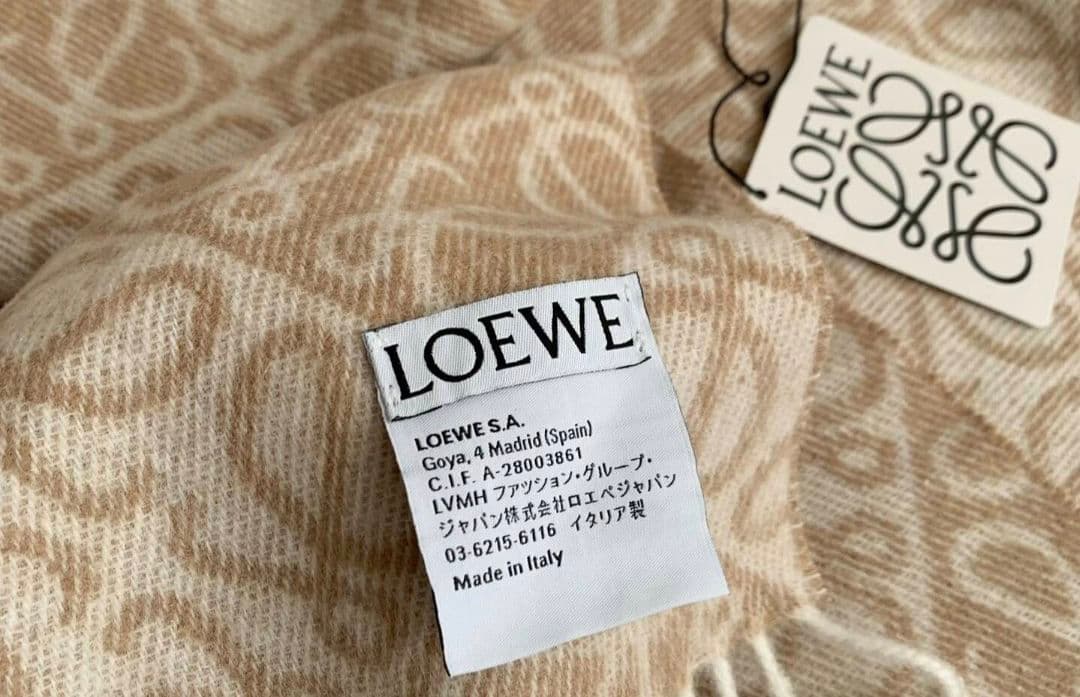 LOEWE
LOEWE
LOEWE S.A.
Goya, 4 Madrid (Spain)
C.I.F. A-28003861
LVMH ファッション・グループ・
ジャパン株式会社ロエベジャパン
03-6215-6116 イタリア製
Made in Italy